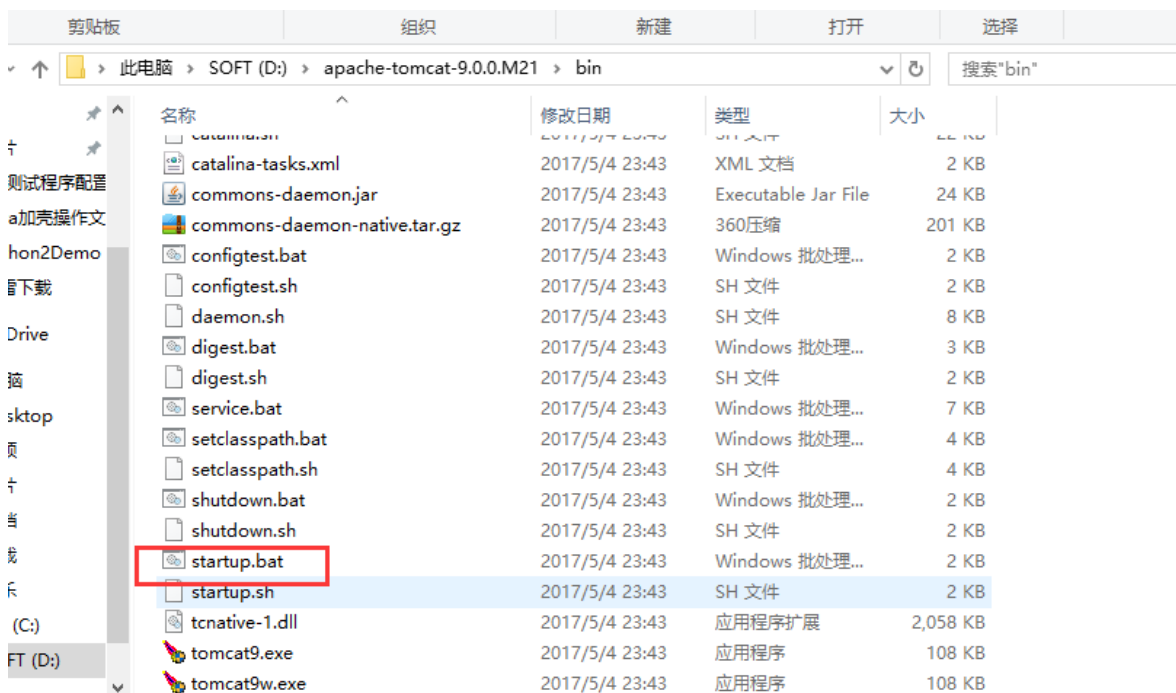 剪贴板 组织 新建 打开 选择
此电脑 › SOFT (D:) › apache-tomcat-9.0.0.M21 › bin 搜索"bin"
名称 修改日期 类型 大小
catalina.sh 2017/5/4 23:43 SH 文件 22 KB
catalina-tasks.xml 2017/5/4 23:43 XML 文档 2 KB
测试程序配置
commons-daemon.jar 2017/5/4 23:43 Executable Jar File 24 KB
a加壳操作文
commons-daemon-native.tar.gz 2017/5/4 23:43 360压缩 201 KB
hon2Demo
configtest.bat 2017/5/4 23:43 Windows 批处理... 2 KB
雷下载
configtest.sh 2017/5/4 23:43 SH 文件 2 KB
daemon.sh 2017/5/4 23:43 SH 文件 8 KB
Drive
digest.bat 2017/5/4 23:43 Windows 批处理... 3 KB
脑
digest.sh 2017/5/4 23:43 SH 文件 2 KB
sktop
service.bat 2017/5/4 23:43 Windows 批处理... 7 KB
setclasspath.bat 2017/5/4 23:43 Windows 批处理... 4 KB
setclasspath.sh 2017/5/4 23:43 SH 文件 4 KB
shutdown.bat 2017/5/4 23:43 Windows 批处理... 2 KB
shutdown.sh 2017/5/4 23:43 SH 文件 2 KB
startup.bat 2017/5/4 23:43 Windows 批处理... 2 KB
startup.sh 2017/5/4 23:43 SH 文件 2 KB
(C:)
tcnative-1.dll 2017/5/4 23:43 应用程序扩展 2,058 KB
FT (D:)
tomcat9.exe 2017/5/4 23:43 应用程序 108 KB
tomcat9w.exe 2017/5/4 23:43 应用程序 108 KB